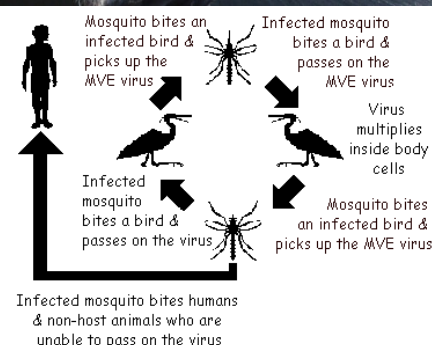 Mosquito bites an
infected bird &
picks up the
MVE virus
Infected mosquito
bites a bird &
passes on the
MVE virus
Virus
multiplies
inside body
cells
Infected
mosquito
bites a bird &
passes on the virus
Mosquito bites
an infected bird &
picks up the MVE virus
Infected mosquito bites humans
& non-host animals who are
unable to pass on the virus